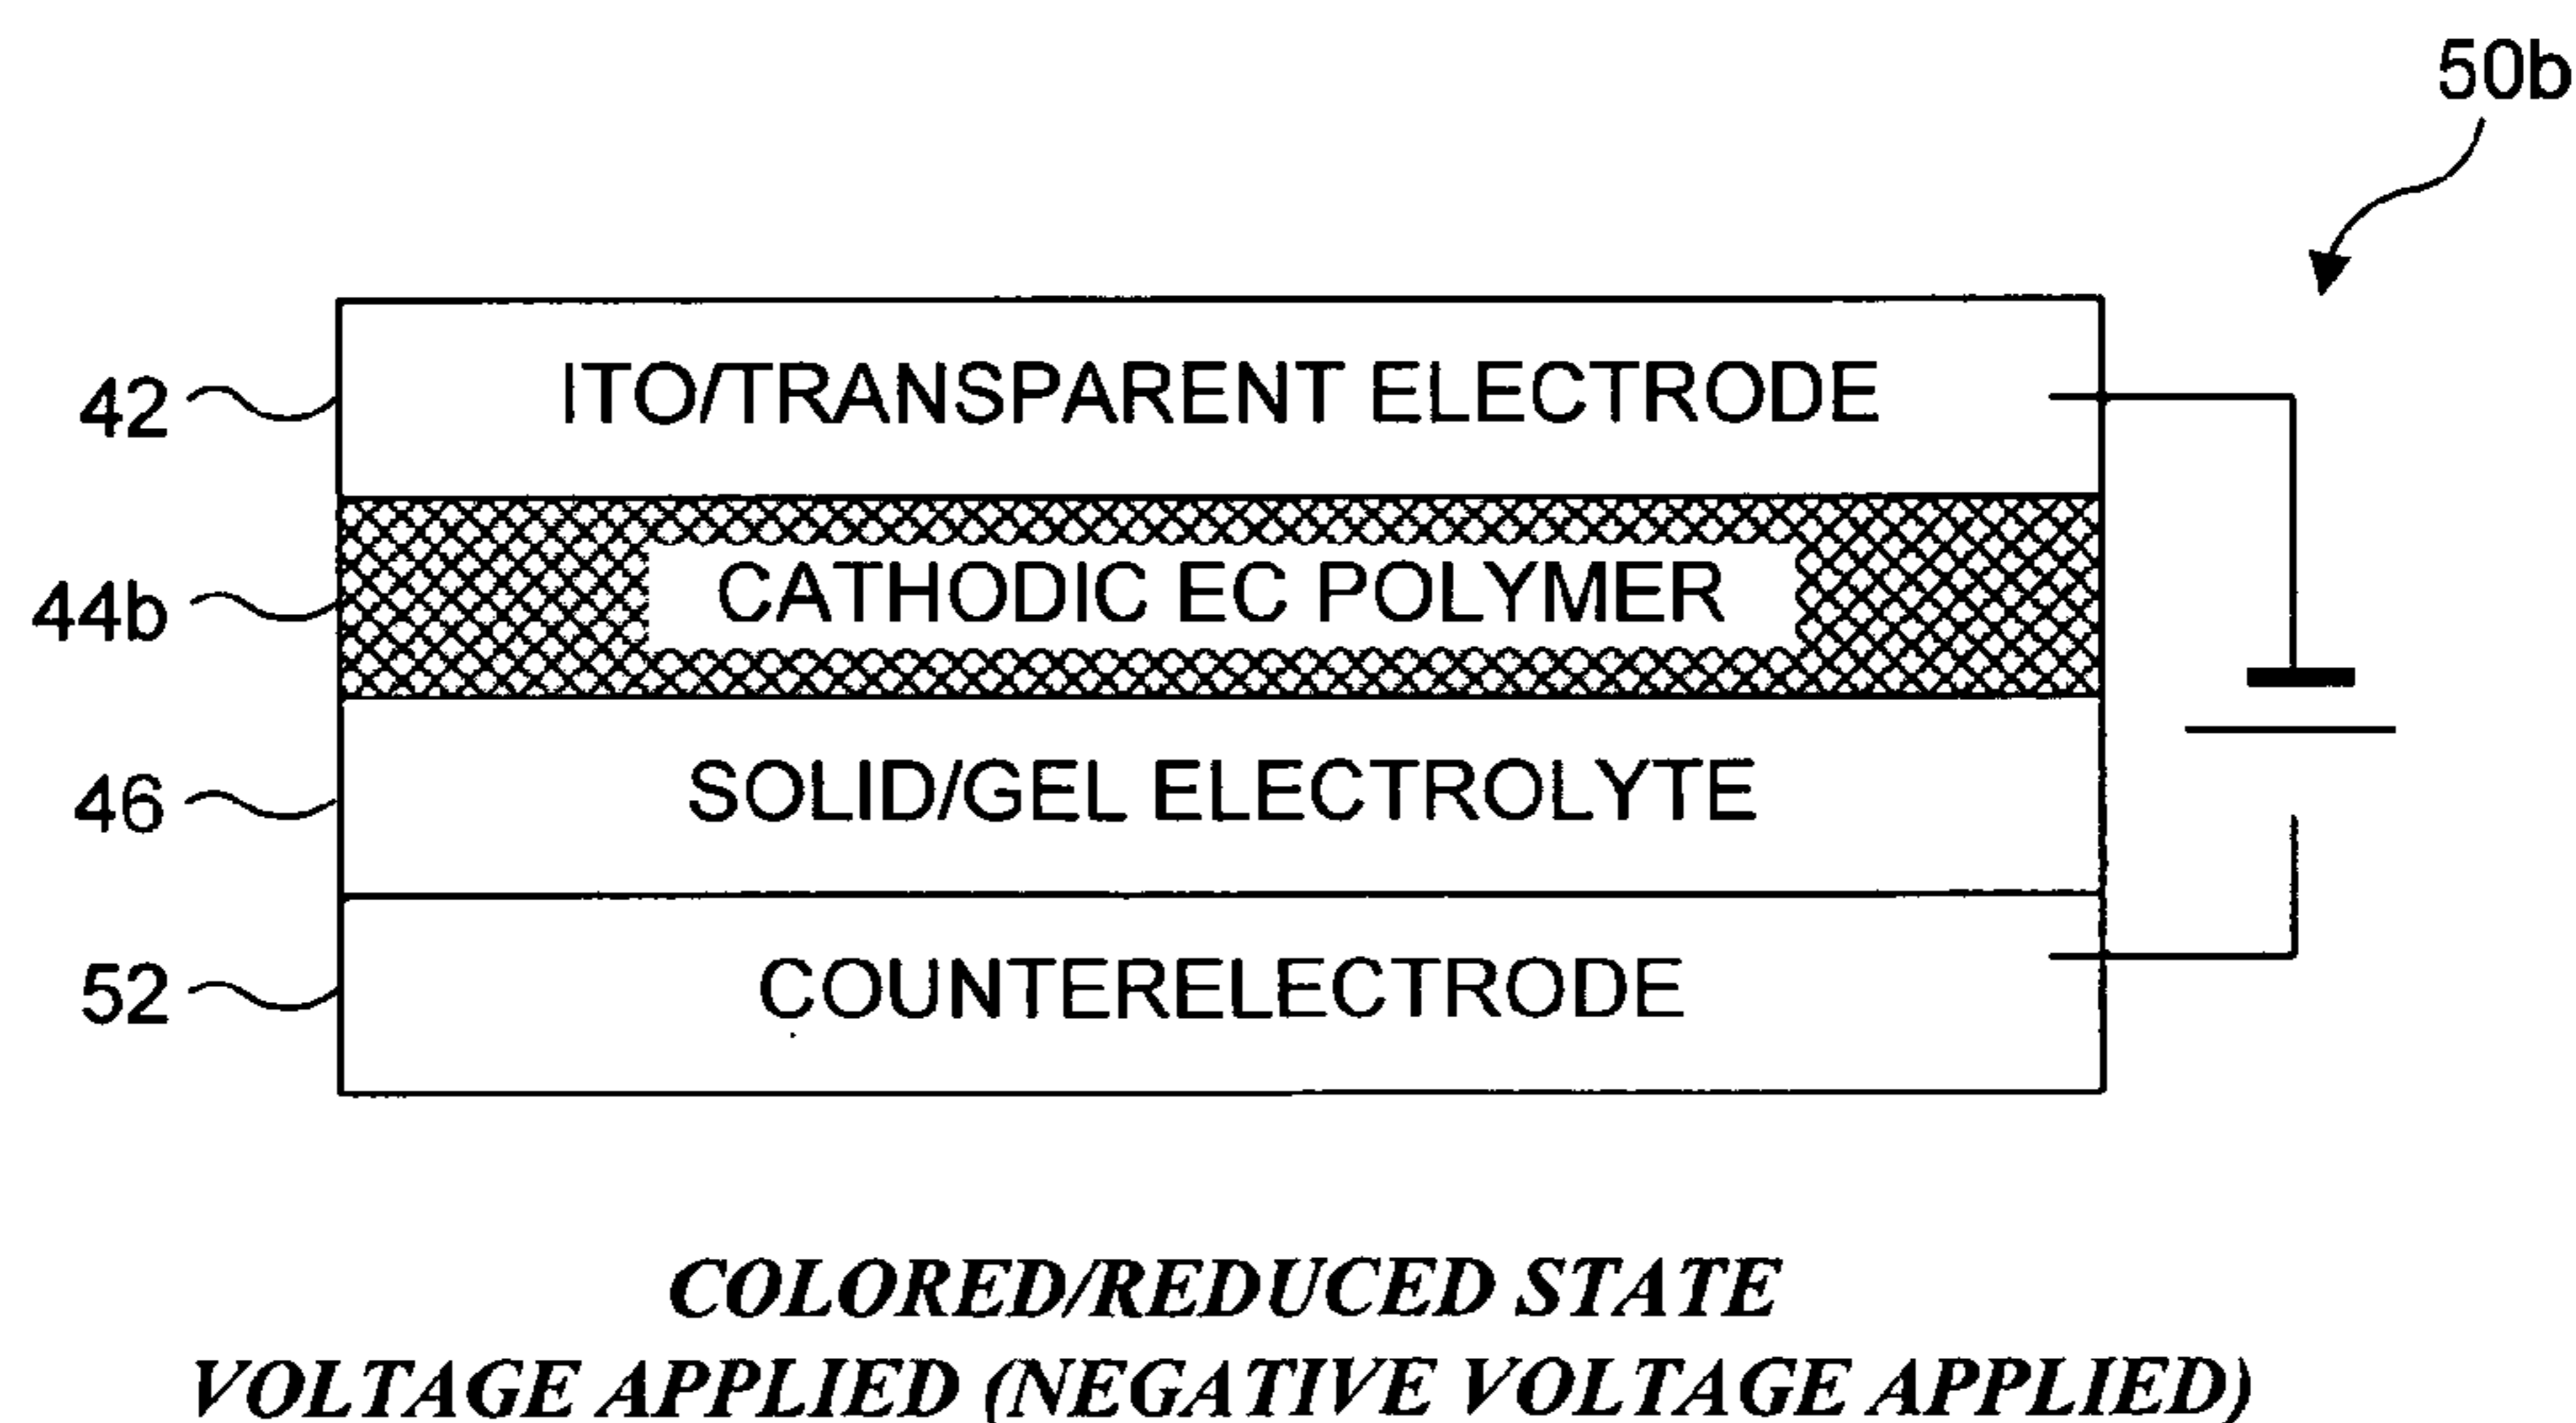 50b
42 ITO/TRANSPARENT ELECTRODE
44b CATHODIC EC POLYMER
46 SOLID/GEL ELECTROLYTE
52 COUNTERELECTRODE
COLORED/REDUCED STATE
VOLTAGE APPLIED (NEGATIVE VOLTAGE APPLIED)